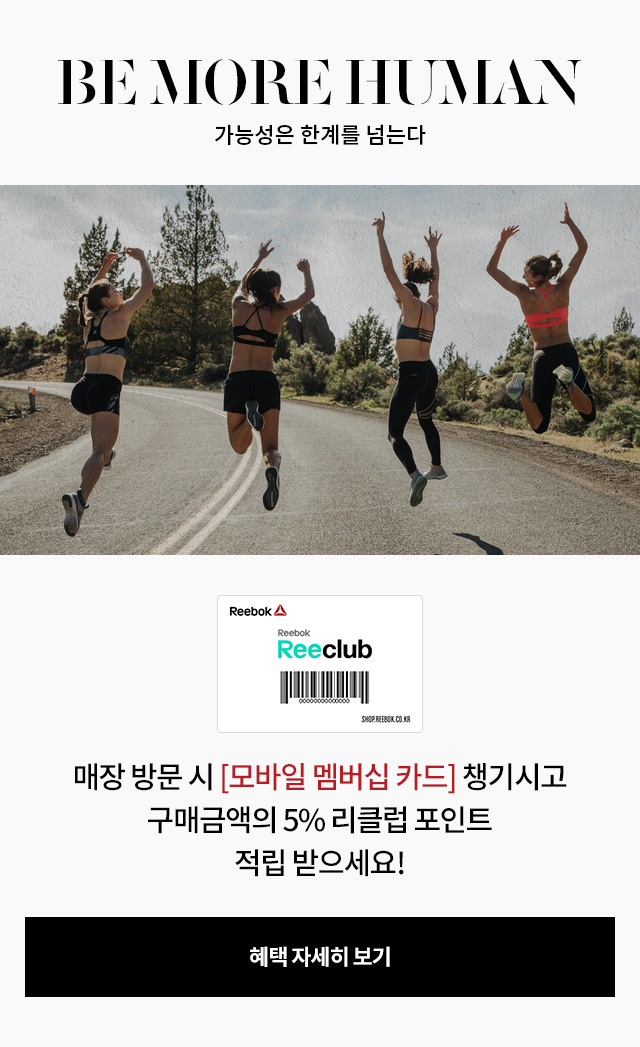 BE MORE HUMAN
가능성은 한계를 넘는다
Reebok
Reebok
Reeclub
00000000000000
SHOP.REEBOK.CO.KR
매장 방문 시 [모바일 멤버십 카드] 챙기시고
구매금액의 5% 리클럽 포인트
적립 받으세요!
혜택 자세히 보기